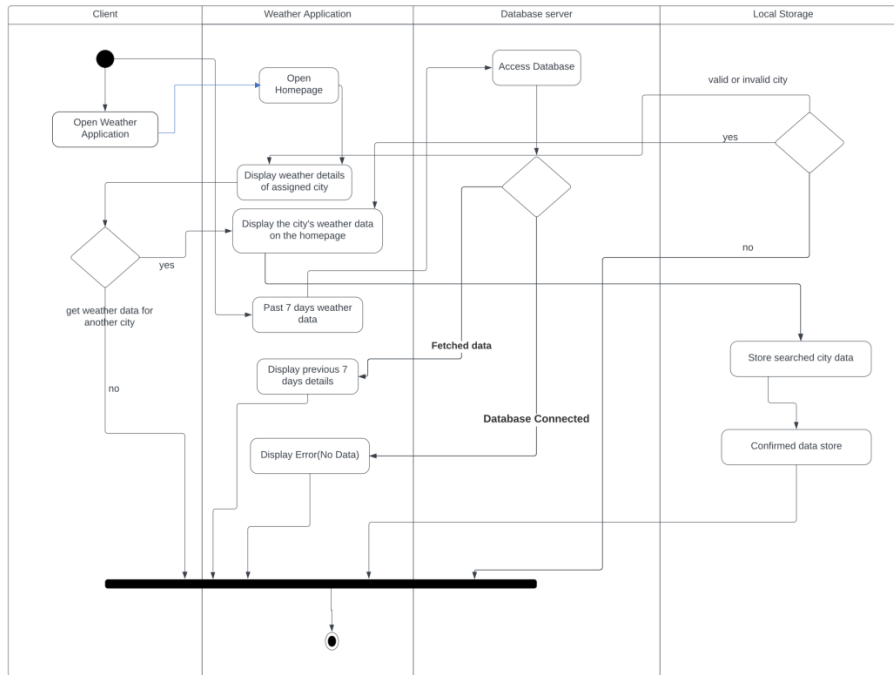 Client
Weather Application
Database server
Local Storage
Open
Homepage
Access Database
valid or invalid city
Open Weather
Application
yes
Display weather details
of assigned city
Display the city's weather data
on the homepage
no
yes
get weather data for
another city
Past 7 days weather
data
Fetched data
Store searched city data
Display previous 7
days details
no
Database Connected
Confirmed data store
Display Error(No Data)